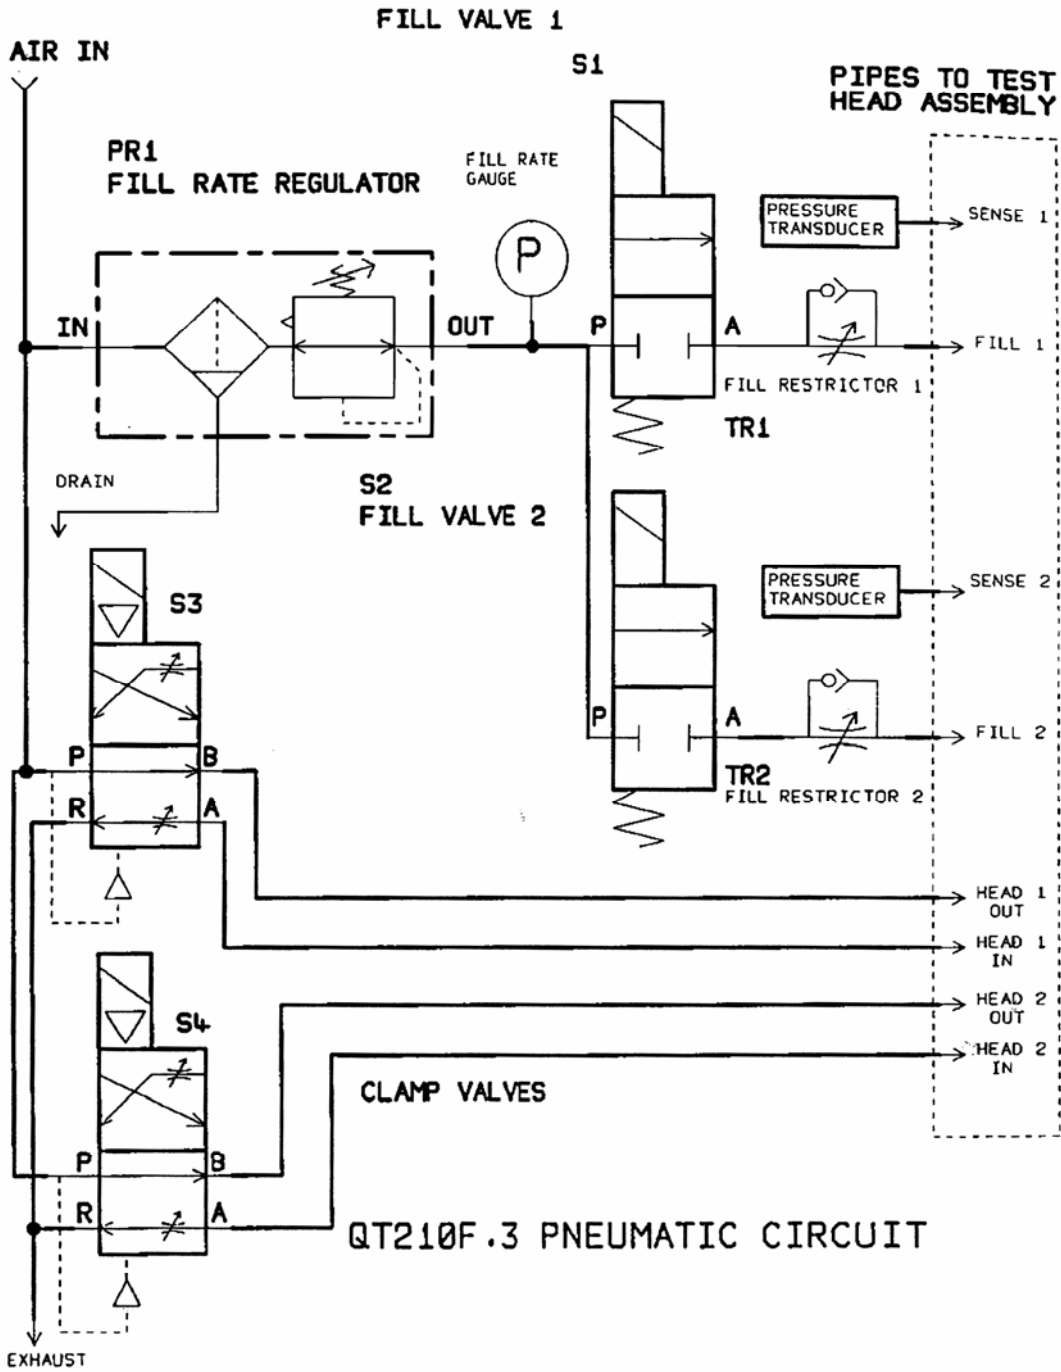 FILL VALVE 1
AIR IN
S1
PIPES TO TEST
HEAD ASSEMBLY
PR1
FILL RATE REGULATOR
FILL RATE
GAUGE
PRESSURE
TRANSDUCER
SENSE 1
P
IN
OUT
P
A
FILL 1
FILL RESTRICTOR 1
TR1
DRAIN
S2
FILL VALVE 2
S3
PRESSURE
TRANSDUCER
SENSE 2
P
A
FILL 2
TR2
FILL RESTRICTOR 2
P
B
R
A
HEAD 1
OUT
HEAD 1
IN
HEAD 2
OUT
HEAD 2
IN
S4
CLAMP VALVES
P
B
R
A
QT210F.3 PNEUMATIC CIRCUIT
EXHAUST